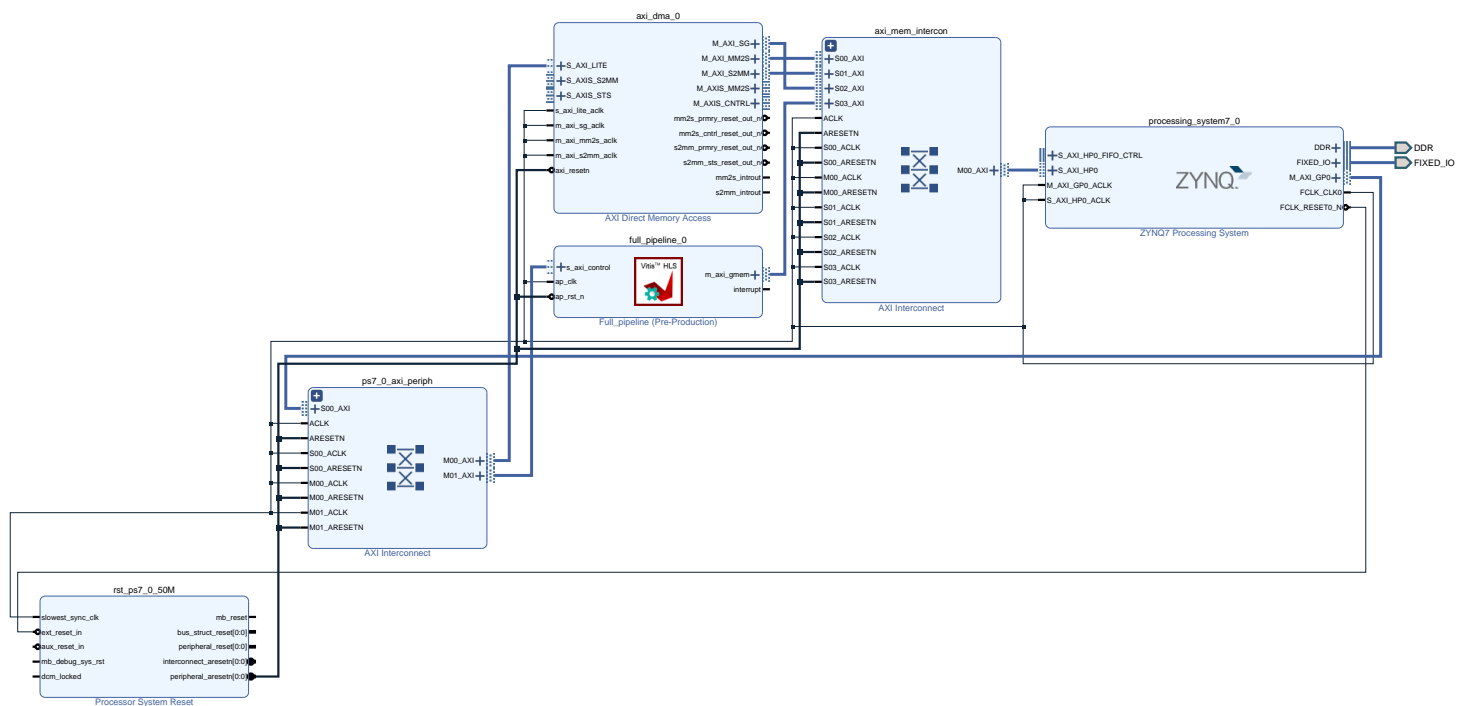 axi_dma_0
S_AXI_LITE
S_AXIS_S2MM
S_AXIS_STS
s_axi_lite_aclk
m_axi_sg_aclk
m_axi_mm2s_aclk
m_axi_s2mm_aclk
axi_resetn
M_AXI_SG
M_AXI_MM2S
M_AXI_S2MM
M_AXIS_MM2S
M_AXIS_CNTRL
mm2s_prmry_reset_out_n
mm2s_cntrl_reset_out_n
s2mm_prmry_reset_out_n
s2mm_sts_reset_out_n
mm2s_introut
s2mm_introut
AXI Direct Memory Access
axi_mem_intercon
S00_AXI
S01_AXI
S02_AXI
S03_AXI
ACLK
ARESETN
S00_ACLK
S00_ARESETN
M00_ACLK
M00_ARESETN
S01_ACLK
S01_ARESETN
S02_ACLK
S02_ARESETN
S03_ACLK
S03_ARESETN
M00_AXI
AXI Interconnect
processing_system7_0
S_AXI_HP0_FIFO_CTRL
S_AXI_HP0
M_AXI_GP0_ACLK
S_AXI_HP0_ACLK
ZYNQ.
DDR
FIXED_IO
M_AXI_GP0
FCLK_CLK0
FCLK_RESET0_N
ZYNQ7 Processing System
DDR
FIXED_IO
full_pipeline_0
s_axi_control
ap_clk
ap_rst_n
Vitis™ HLS
m_axi_gmem
interrupt
Full_pipeline (Pre-Production)
ps7_0_axi_periph
S00_AXI
ACLK
ARESETN
S00_ACLK
S00_ARESETN
M00_ACLK
M00_ARESETN
M01_ACLK
M01_ARESETN
M00_AXI
M01_AXI
AXI Interconnect
rst_ps7_0_50M
slowest_sync_clk
ext_reset_in
aux_reset_in
mb_debug_sys_rst
dcm_locked
mb_reset
bus_struct_reset[0:0]
peripheral_reset[0:0]
interconnect_aresetn[0:0]
peripheral_aresetn[0:0]
Processor System Reset